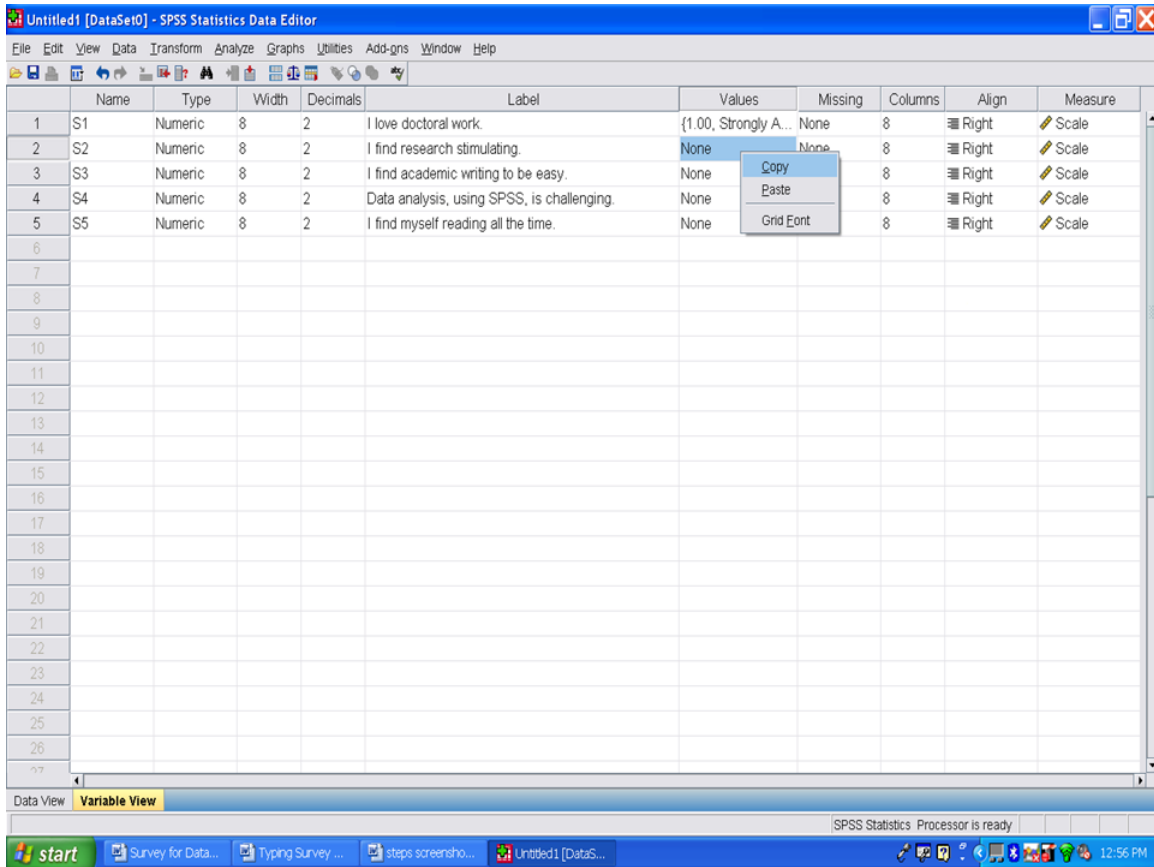 Untitled1 [DataSet0] - SPSS Statistics Data Editor
File Edit View Data Transform Analyze Graphs Utilities Add-ons Window Help
Name Type Width Decimals Label Values Missing Columns Align Measure
1 S1 Numeric 8 2 I love doctoral work. {1.00, Strongly A... None 8 Right Scale
2 S2 Numeric 8 2 I find research stimulating. None None 8 Right Scale
3 S3 Numeric 8 2 I find academic writing to be easy. None 8 Right Scale
4 S4 Numeric 8 2 Data analysis, using SPSS, is challenging. None 8 Right Scale
5 S5 Numeric 8 2 I find myself reading all the time. None 8 Right Scale
Copy
Paste
Grid Font
6
7
8
9
10
11
12
13
14
15
16
17
18
19
20
21
22
23
24
25
26
27
Data View Variable View
SPSS Statistics Processor is ready
start Survey for Data... Typing Survey ... steps screensho... Untitled1 [DataS... 12:56 PM